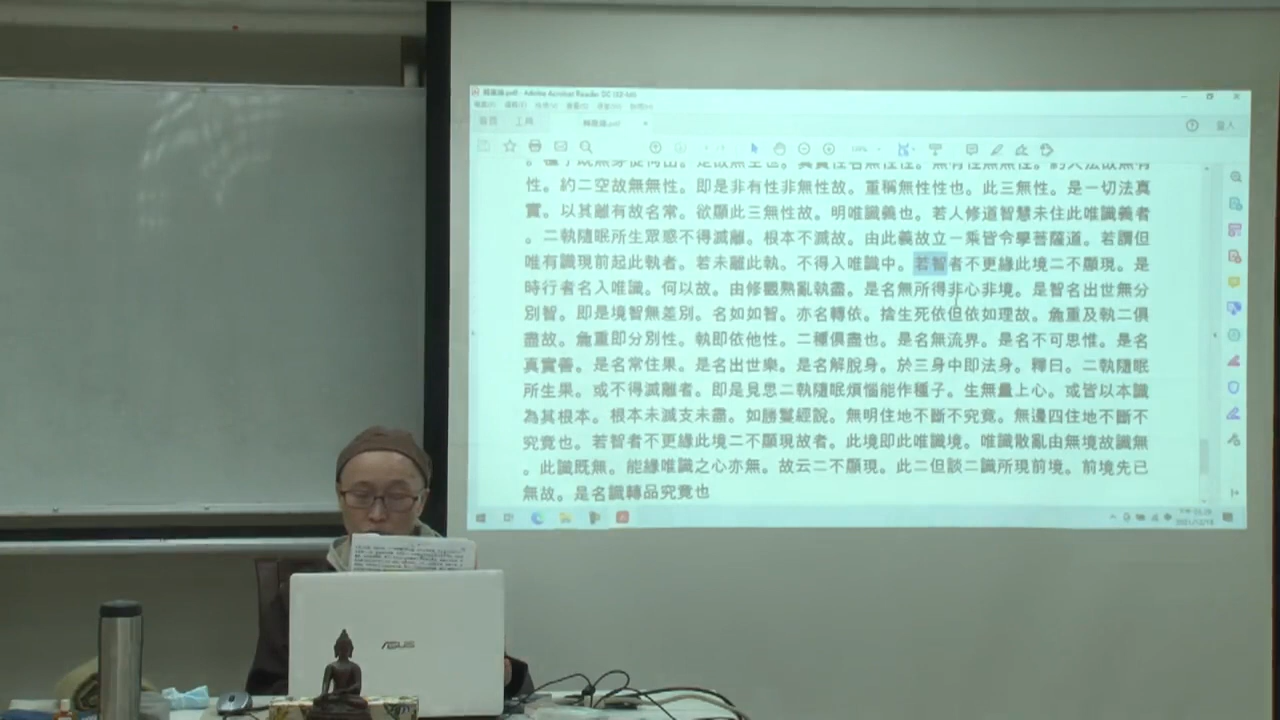 轉識論.pdf - Adobe Acrobat Reader DC (32-bit)
首頁 工具 轉識論.pdf × 登入
性。約二空故無無性。即是非有性非無性故。重稱無性性也。此三無性。是一切法真
實。以其離有故名常。欲顯此三無性故。明唯識義也。若人修道智慧未住此唯識義者
。二執隨眠所生眾惑不得滅離。根本不滅故。由此義故立一乘皆令學菩薩道。若謂但
唯有識現前起此執者。若未離此執。不得入唯識中。若智者不更緣此境二不顯現。是
時行者名入唯識。何以故。由修觀熟亂執盡。是名無所得非心非境。是智名出世無分
別智。即是境智無差別。名如如智。亦名轉依。捨生死依但依如理故。麁重及執二俱
盡故。麁重即分別性。執即依他性。二種俱盡也。是名無流界。是名不可思惟。是名
真實善。是名常住果。是名出世樂。是名解脫身。於三身中即法身。釋曰。二執隨眠
所生果。或不得滅離者。即是見思二執隨眠煩惱能作種子。生無量上心。或皆以本識
為其根本。根本未滅支未盡。如勝鬘經說。無明住地不斷不究竟。無邊四住地不斷不
究竟也。若智者不更緣此境二不顯現故者。此境即此唯識境。唯識散亂由無境故識無
。此識既無。能緣唯識之心亦無。故云二不顯現。此二但談二識所現前境。前境先已
無故。是名識轉品究竟也
ASUS